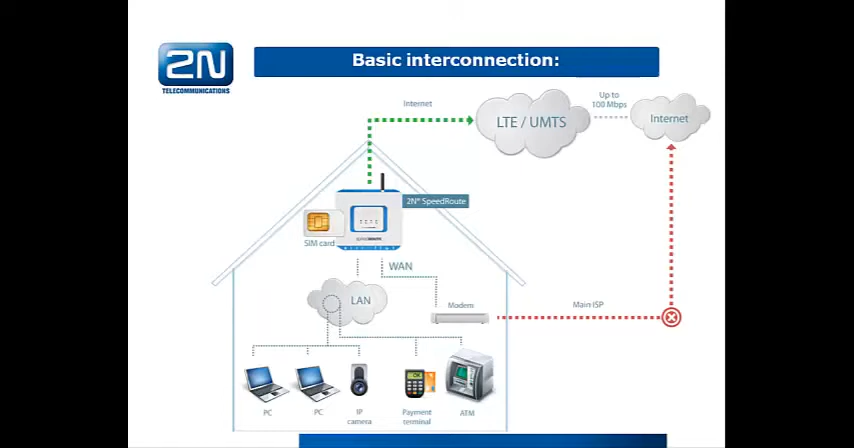 2N
TELECOMMUNICATIONS
Basic interconnection:
Internet
LTE / UMTS
Up to
100 Mbps
Internet
2N® SpeedRoute
SIM card
WAN
LAN
Modem
Main ISP
PC
PC
IP
camera
Payment
terminal
ATM